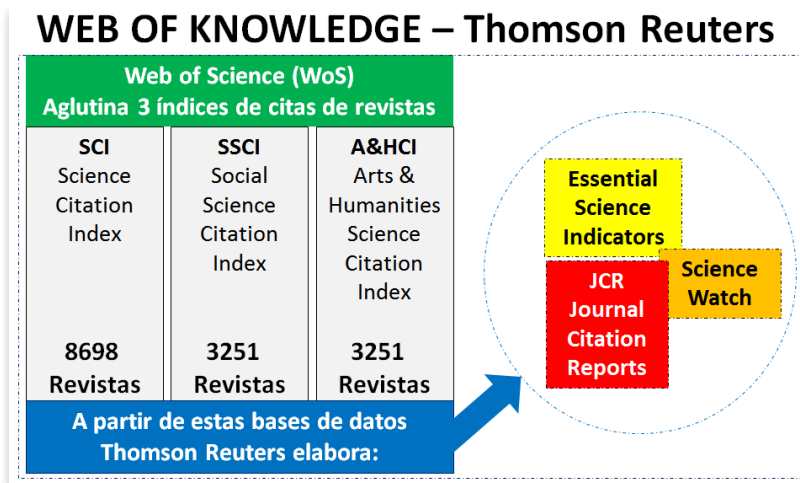 WEB OF KNOWLEDGE – Thomson Reuters
Web of Science (WoS)
Aglutina 3 índices de citas de revistas
SCI
Science
Citation
Index
8698
Revistas
SSCI
Social
Science
Citation
Index
3251
Revistas
A&HCI
Arts &
Humanities
Science
Citation
Index
3251
Revistas
A partir de estas bases de datos
Thomson Reuters elabora:
Essential
Science
Indicators
Science
Watch
JCR
Journal
Citation
Reports